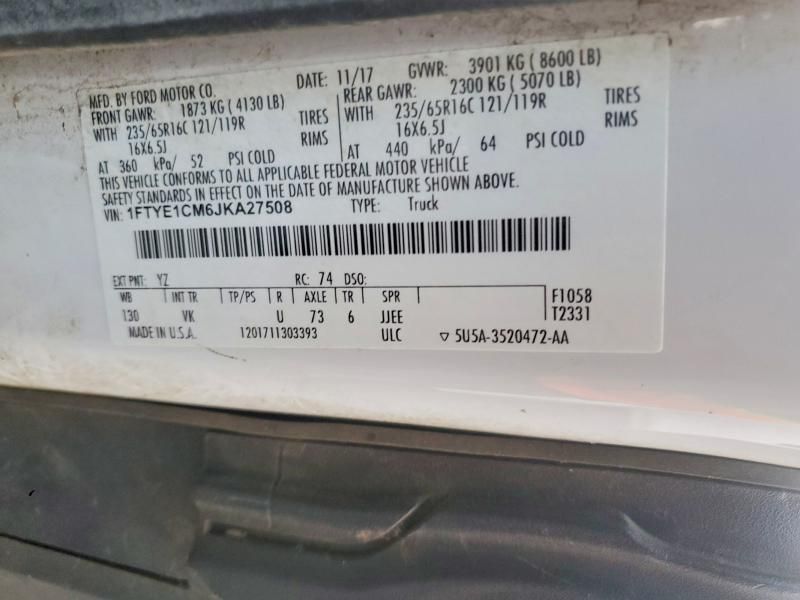 MFD. BY FORD MOTOR CO. DATE: 11/17 GVWR: 3901 KG ( 8600 LB)
FRONT GAWR: 1873 KG ( 4130 LB) REAR GAWR: 2300 KG ( 5070 LB)
WITH 235/65R16C 121/119R TIRES WITH 235/65R16C 121/119R TIRES
16X6.5J RIMS 16X6.5J RIMS
AT 360 kPa/ 52 PSI COLD AT 440 kPa/ 64 PSI COLD
THIS VEHICLE CONFORMS TO ALL APPLICABLE FEDERAL MOTOR VEHICLE
SAFETY STANDARDS IN EFFECT ON THE DATE OF MANUFACTURE SHOWN ABOVE.
VIN: 1FTYE1CM6JKA27508 TYPE: Truck
EXT PNT: YZ RC: 74 DSO:
WB INT TR TP/PS R AXLE TR SPR F1058
130 VK U 73 6 JJEE T2331
MADE IN U.S.A. 1201711303393 ULC ▽ 5U5A-3520472-AA